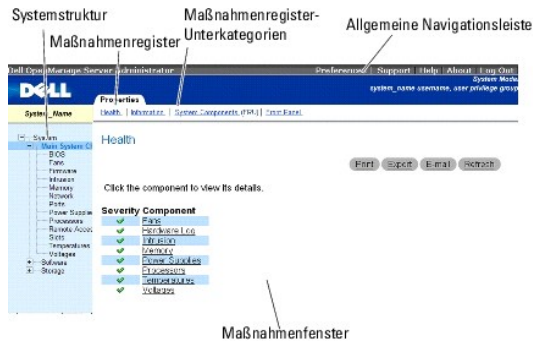 Systemstruktur
Maßnahmenregister-
Unterkategorien
Maßnahmenregister
Allgemeine Navigationsleiste
Dell OpenManage Server Administrator
Preferences | Support | Help | About | Log Out
System Model
system_name username, user privilege group
DELL
System_Name
Properties
Health | Information | System Components (FRU) | Front Panel
System
Main System Ch
BIOS
Fans
Firmware
Intrusion
Memory
Network
Ports
Power Supplie
Processors
Remote Acces
Slots
Temperatures
Voltages
Software
Storage
Health
Print Export E-mail Refresh
Click the component to view its details.
Severity Component
Fans
Hardware Log
Intrusion
Memory
Power Supplies
Processors
Temperatures
Voltages
Maßnahmenfenster